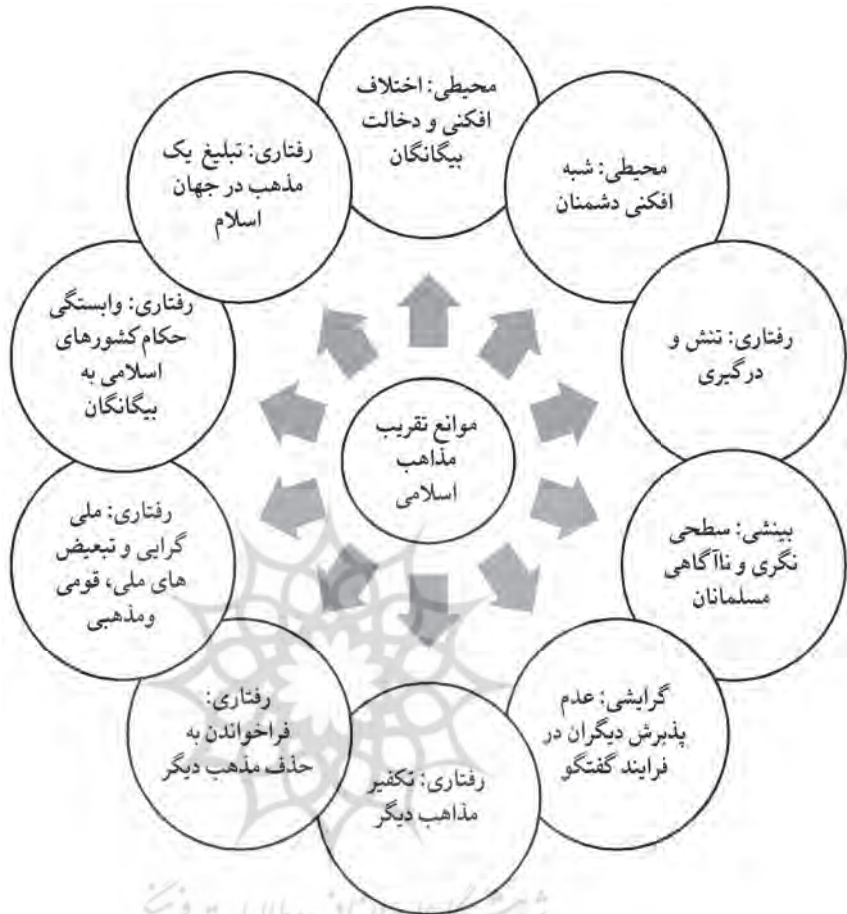 محیطی: اختلاف
افکنی و دخالت
بیگانگان
محیطی: شبه
افکنی دشمنان
رفتاری: تنش و
درگیری
بینشی: سطحی
نگری و ناآگاهی
مسلمانان
گرایشی: عدم
پذیرش دیگران در
فرایند گفتگو
رفتاری: تکفیر
مذاهب دیگر
رفتاری:
فراخواندن به
حذف مذهب دیگر
رفتاری: ملی
گرایی و تبعیض
های ملی، قومی
ومذهبی
رفتاری: وابستگی
حکام کشورهای
اسلامی به
بیگانگان
رفتاری: تبلیغ یک
مذهب در جهان
اسلام
موانع تقریب
مذاهب
اسلامی